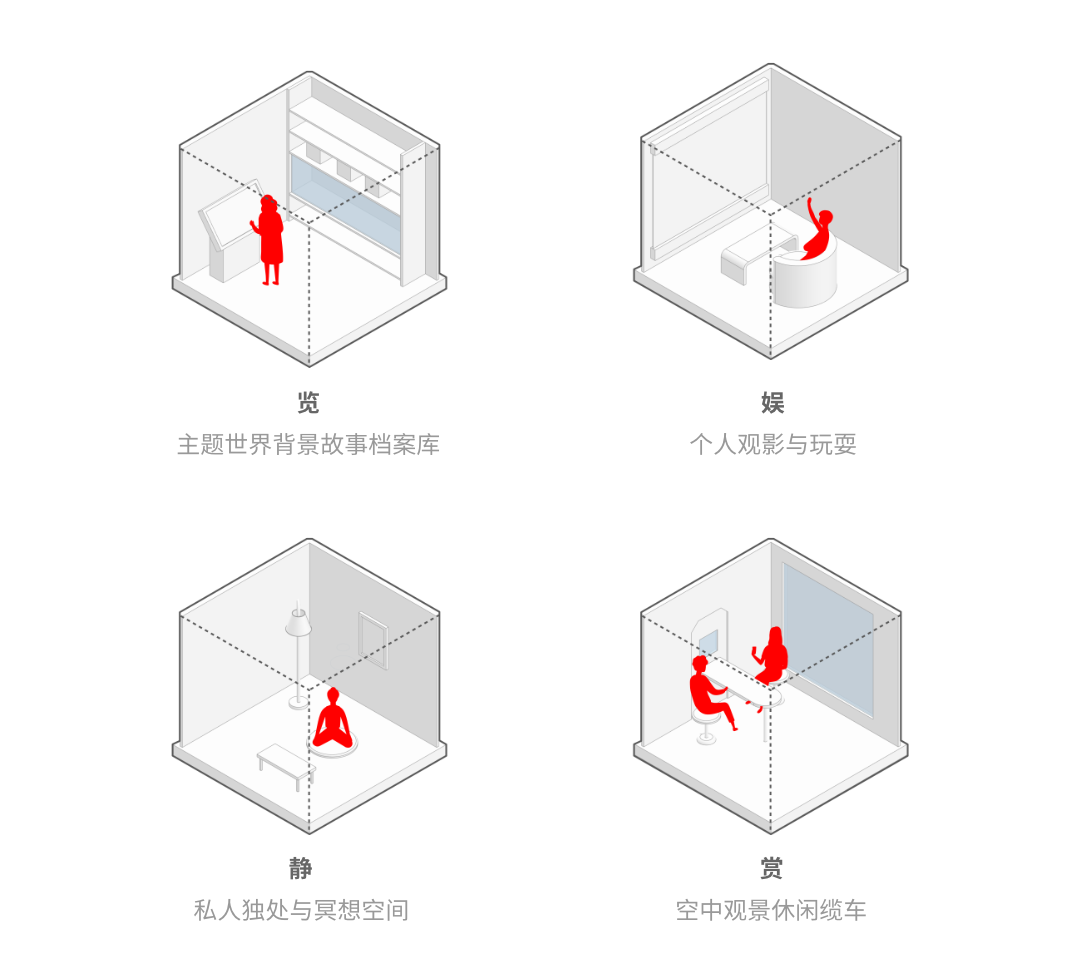 览
主题世界背景故事档案库
娱
个人观影与玩耍
静
私人独处与冥想空间
赏
空中观景休闲缆车